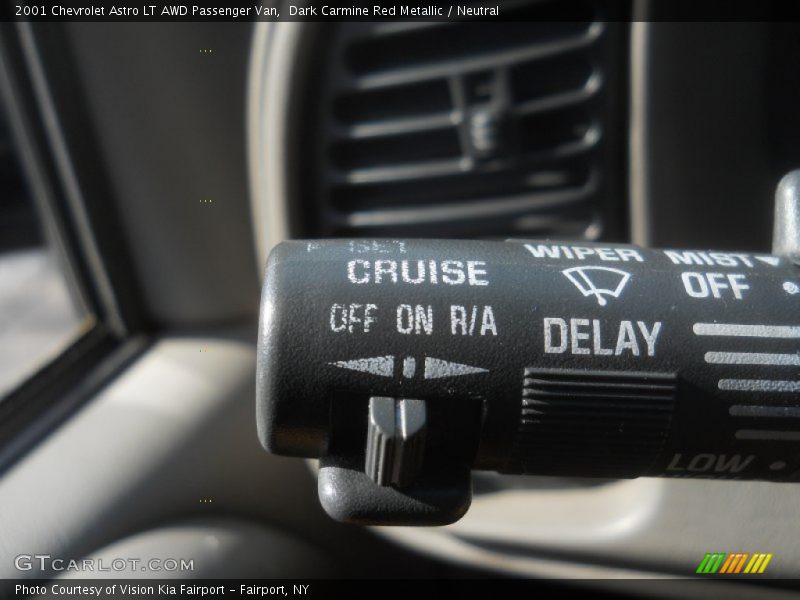 2001 Chevrolet Astro LT AWD Passenger Van, Dark Carmine Red Metallic / Neutral
SET
CRUISE
OFF ON R/A
WIPER MIST
OFF
DELAY
LOW
GTCARLOT.COM
Photo Courtesy of Vision Kia Fairport - Fairport, NY